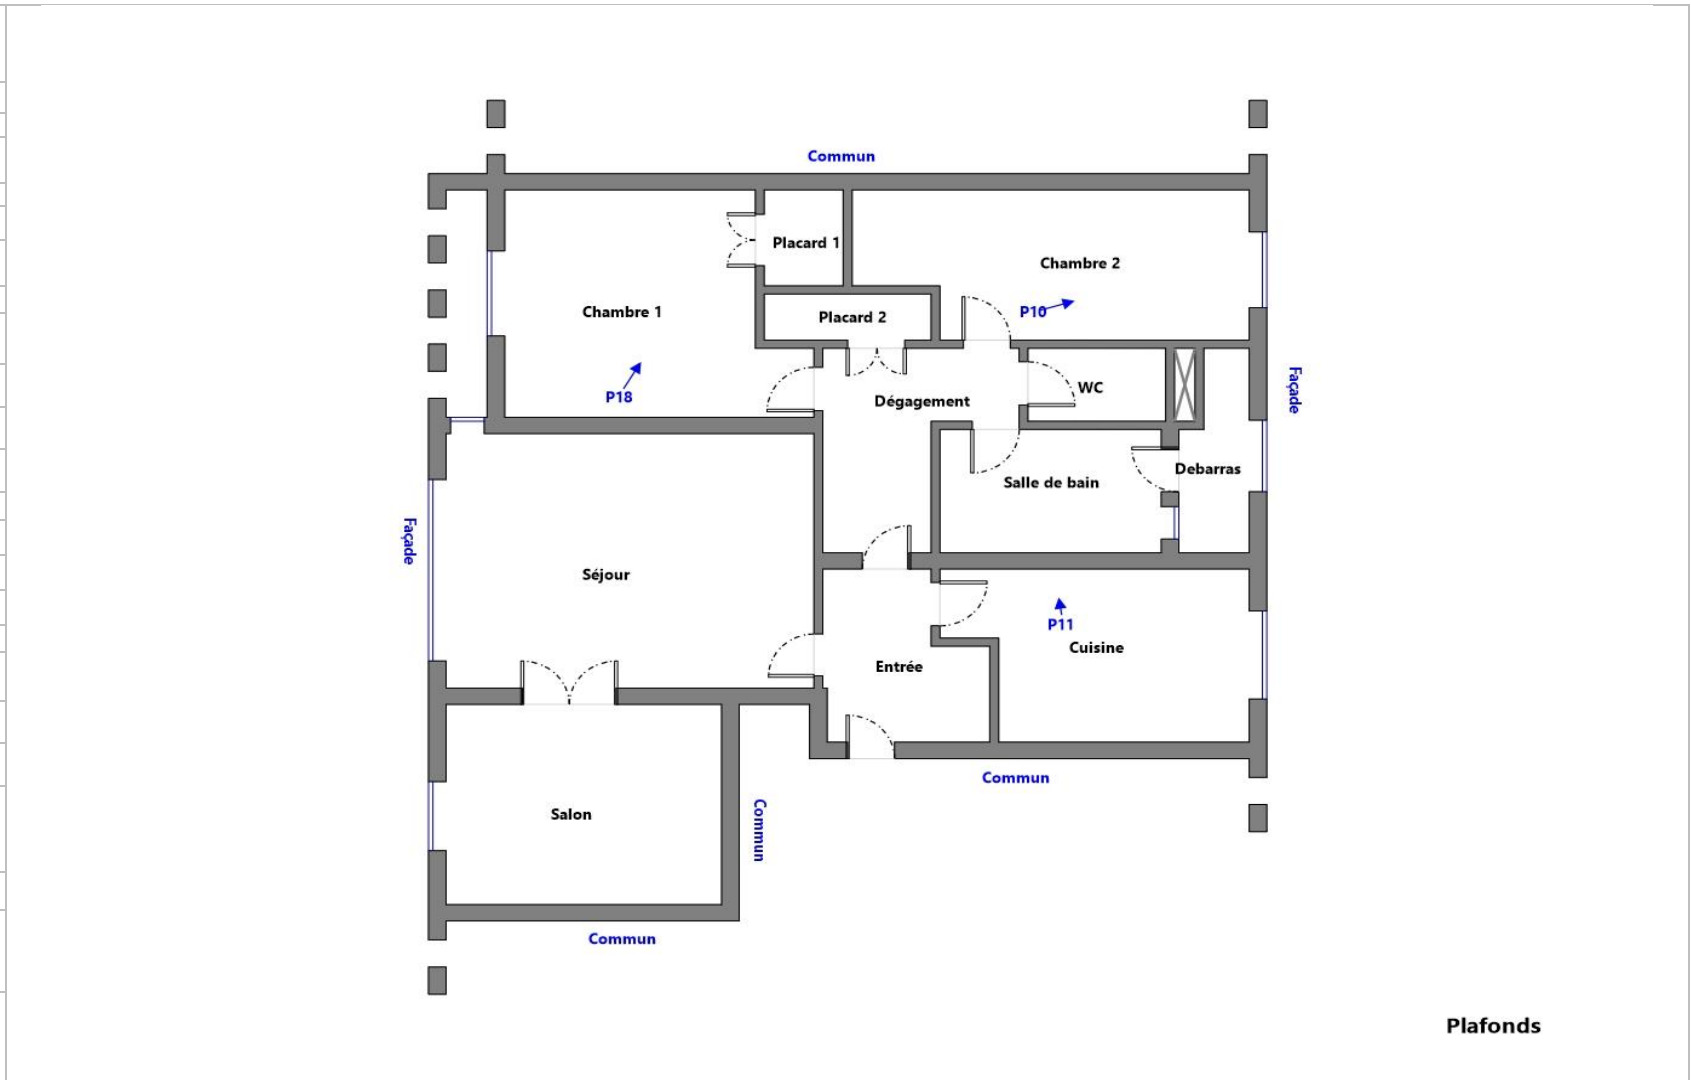 Commun
Placard 1
Chambre 2
Chambre 1
P10
Placard 2
P18
Dégagement
WC
Façade
Salle de bain
Debarras
Façade
Séjour
P11
Cuisine
Entrée
Commun
Salon
Commun
Commun
Plafonds